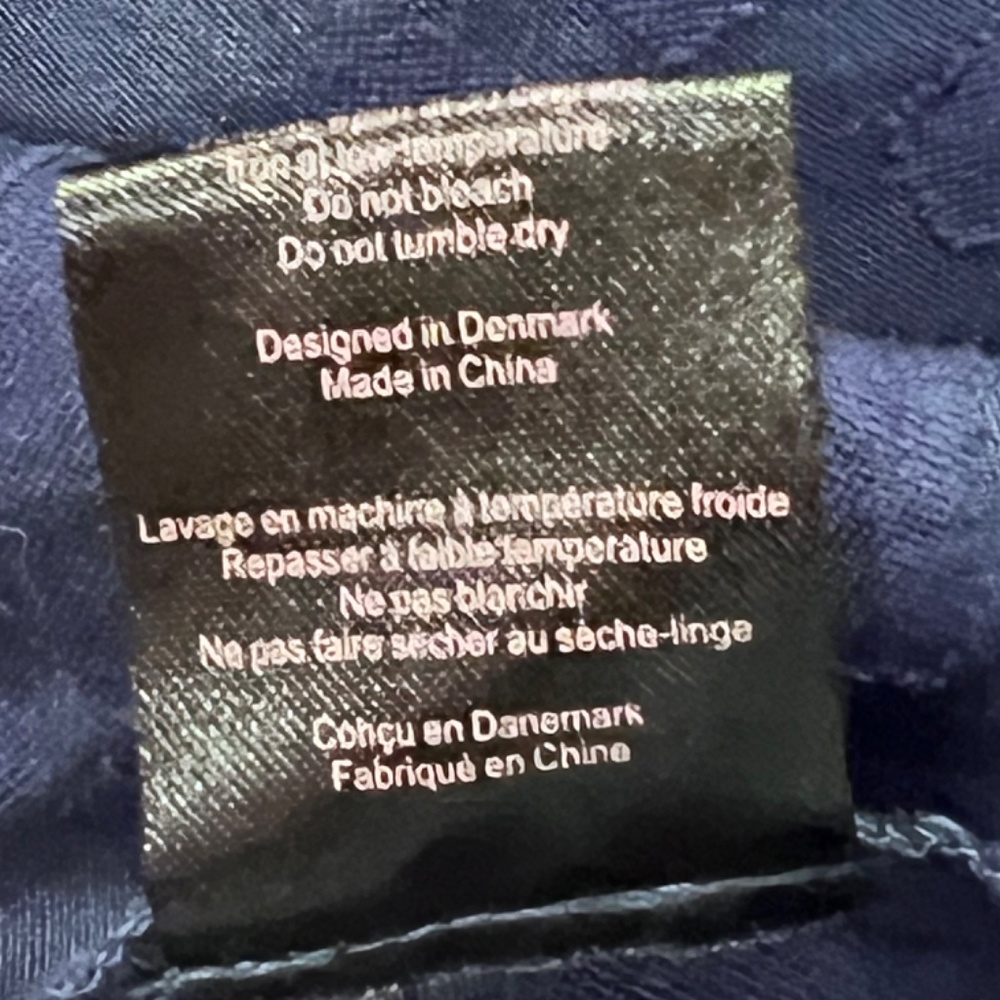 Iron at low temperature
Do not bleach
Do not tumble dry
Designed in Denmark
Made in China
Lavage en machine à température froide
Repasser à faible température
Ne pas blanchir
Ne pas faire sécher au sèche-linge
Conçu en Danemark
Fabriqué en Chine